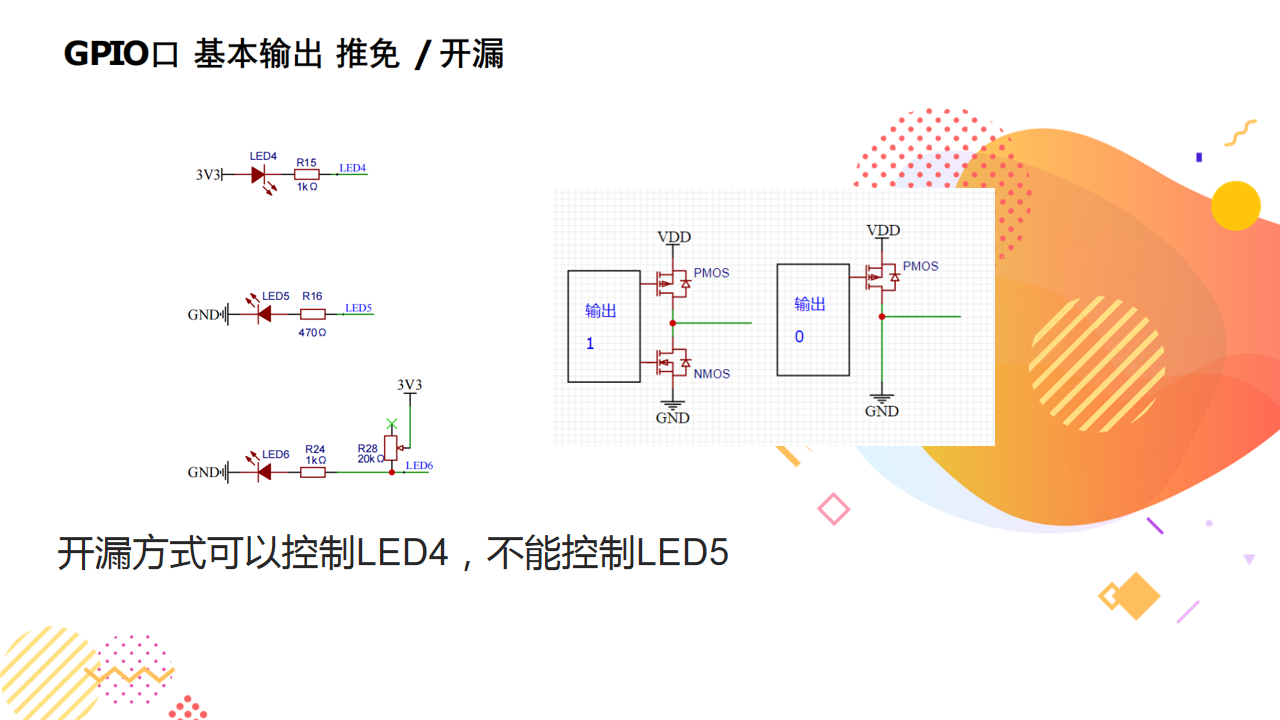 GPIO口 基本输出 推免 / 开漏
LED4
3V3
R15
LED4
1kΩ
LED5
R16
LED5
GND
470Ω
3V3
R28
20kΩ
LED6
R24
1kΩ
LED6
GND
VDD
PMOS
输出
1
NMOS
GND
VDD
PMOS
输出
0
GND
开漏方式可以控制LED4，不能控制LED5